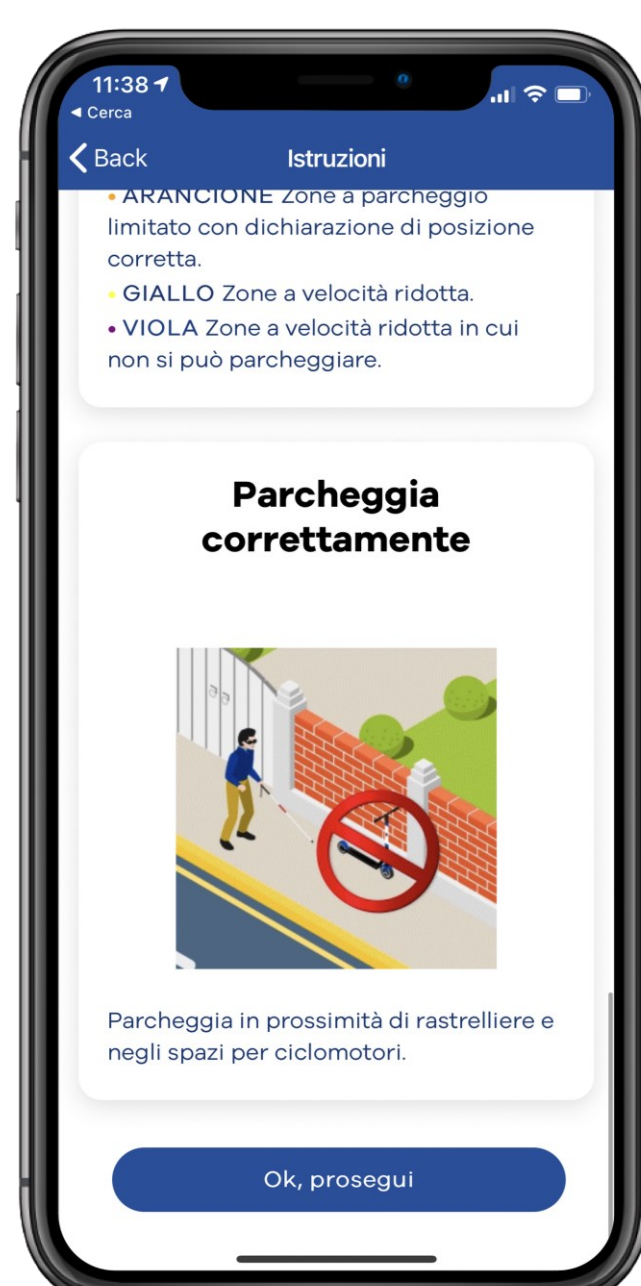 11:38
Cerca
Back
Istruzioni
• ARANCIONE Zone a parcheggio
limitato con dichiarazione di posizione
corretta.
• GIALLO Zone a velocità ridotta.
• VIOLA Zone a velocità ridotta in cui
non si può parcheggiare.
Parcheggia
correttamente
Parcheggia in prossimità di rastrelliere e
negli spazi per ciclomotori.
Ok, prosegui